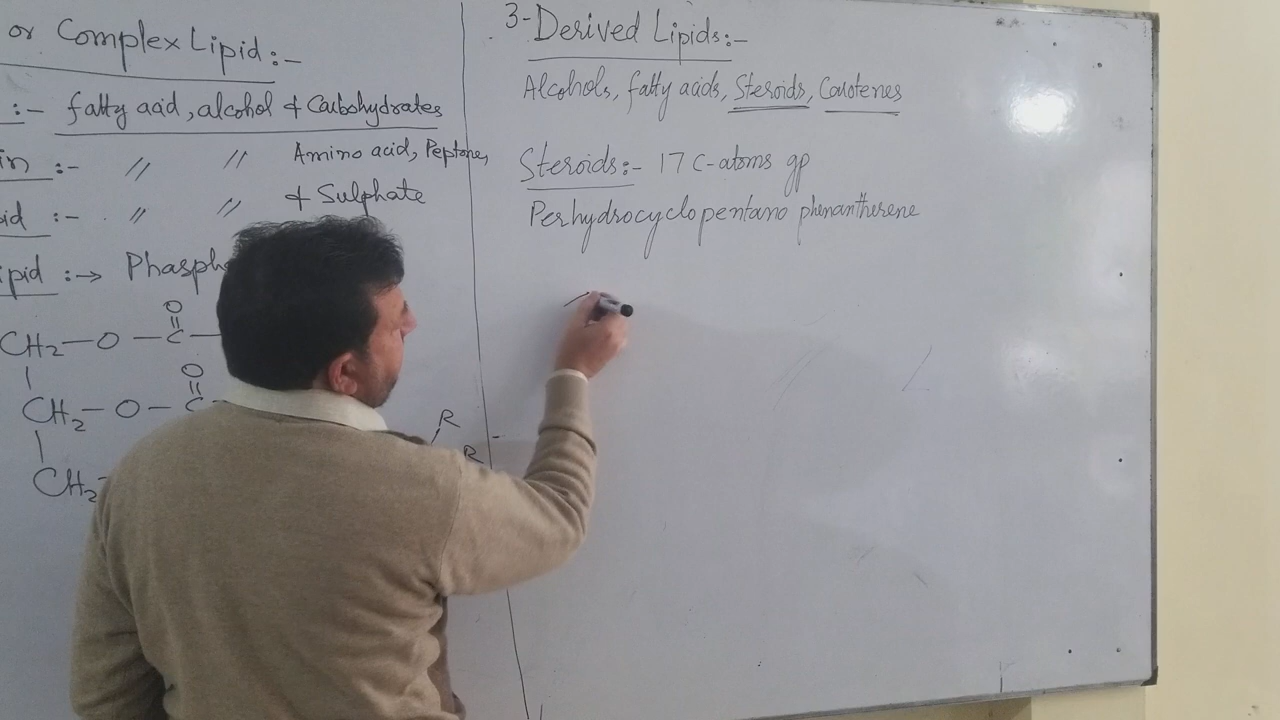 or Complex Lipid:-
:- fatty acid, alcohol & Carbohydrates
in :- " " Amino acid, Peptone,
& Sulphate
id :- " "
ipid :→ Phosph
O
CH2-O-C-
O
CH2-O-C
R
R
CH2-
3- Derived Lipids:-
Alcohols, fatty acids, Steroids, Carotenes
Steroids:- 17 C-atoms gp
Perhydrocyclopentano phenantherene